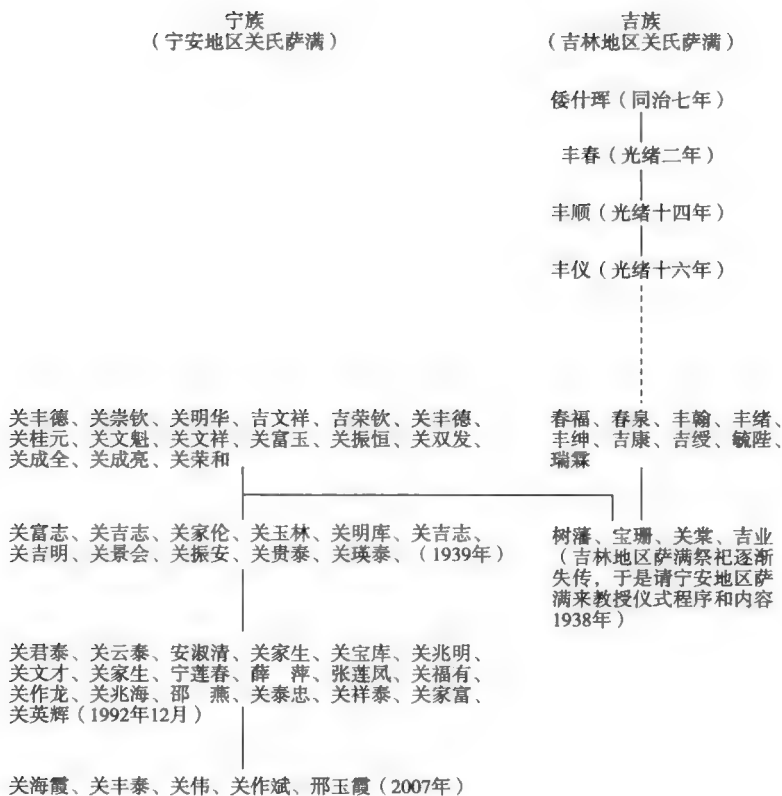 宁族
（宁安地区关氏萨满）
吉族
（吉林地区关氏萨满）
倭什珲（同治七年）
丰春（光绪二年）
丰顺（光绪十四年）
丰仪（光绪十六年）
关丰德、关崇钦、关明华、吉文祥、吉荣钦、关丰德、
关桂元、关文魁、关文祥、关富玉、关振恒、关双发、
关成全、关成亮、关荣和
春福、春泉、丰翰、丰绪、
丰绅、吉康、吉绶、毓陛、
瑞霖
关富志、关吉志、关家伦、关玉林、关明库、关吉志、
关吉明、关景会、关振安、关贵泰、关瑛泰、（1939年）
树藩、宝珊、关棠、吉业
（吉林地区萨满祭祀逐渐
失传，于是请宁安地区萨
满来教授仪式程序和内容
1938年）
关君泰、关云泰、安淑清、关家生、关宝库、关兆明、
关文才、关家生、宁莲春、薛　萍、张莲凤、关福有、
关作龙、关兆海、邵　燕、关泰忠、关祥泰、关家富、
关英辉（1992年12月）
关海霞、关丰泰、关伟、关作斌、邢玉霞（2007年）